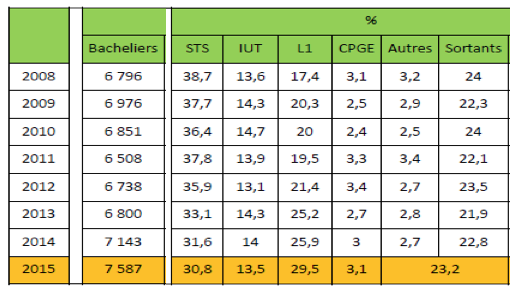 %
Bacheliers STS IUT L1 CPGE Autres Sortants
2008 6 796 38,7 13,6 17,4 3,1 3,2 24
2009 6 976 37,7 14,3 20,3 2,5 2,9 22,3
2010 6 851 36,4 14,7 20 2,4 2,5 24
2011 6 508 37,8 13,9 19,5 3,3 3,4 22,1
2012 6 738 35,9 13,1 21,4 3,4 2,7 23,5
2013 6 800 33,1 14,3 25,2 2,7 2,8 21,9
2014 7 143 31,6 14 25,9 3 2,7 22,8
2015 7 587 30,8 13,5 29,5 3,1 23,2